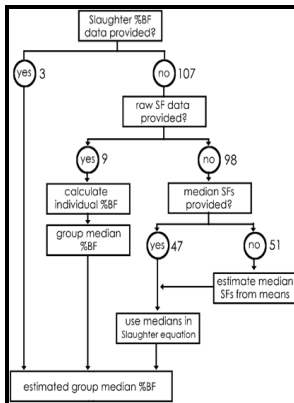 Slaughter %BF
data provided?
yes 3
no 107
raw SF data
provided?
yes 9
no 98
calculate
individual %BF
median SFs
provided?
group median
%BF
yes 47
no 51
estimate median
SFs from means
use medians in
Slaughter equation
estimated group median %BF